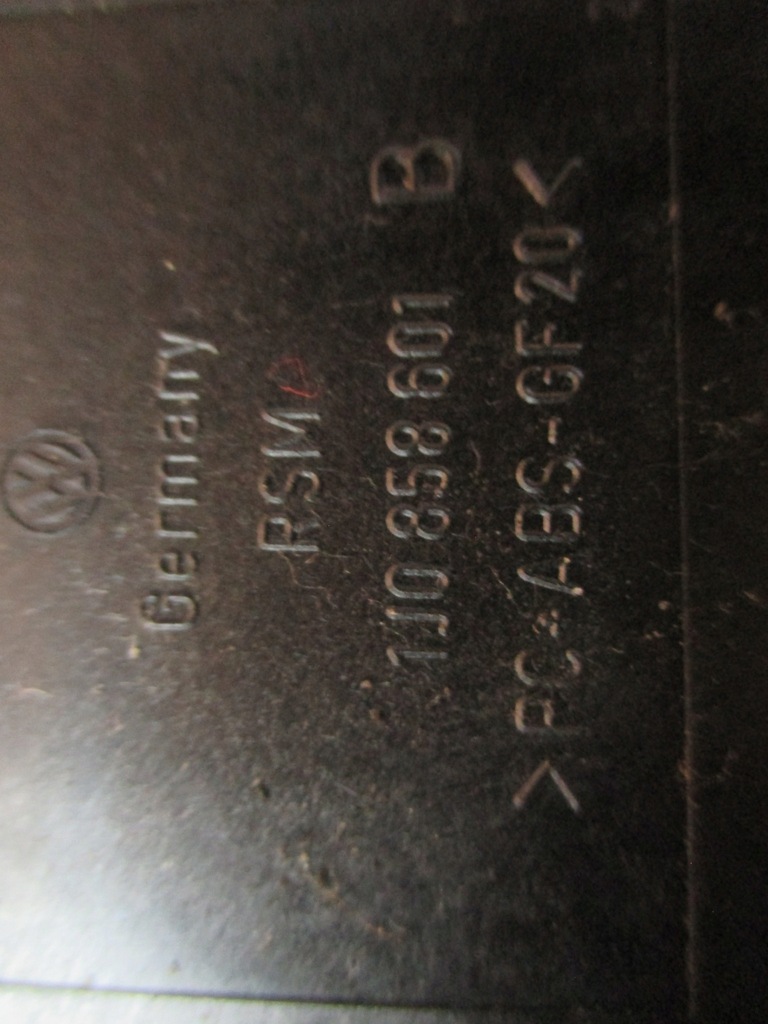 Germany
RSM
1J0 858 601 B
>PC+ABS-GF20<